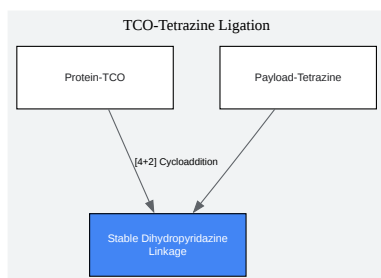 TCO-Tetrazine Ligation
Protein-TCO
Payload-Tetrazine
[4+2] Cycloaddition
Stable Dihydropyridazine
Linkage